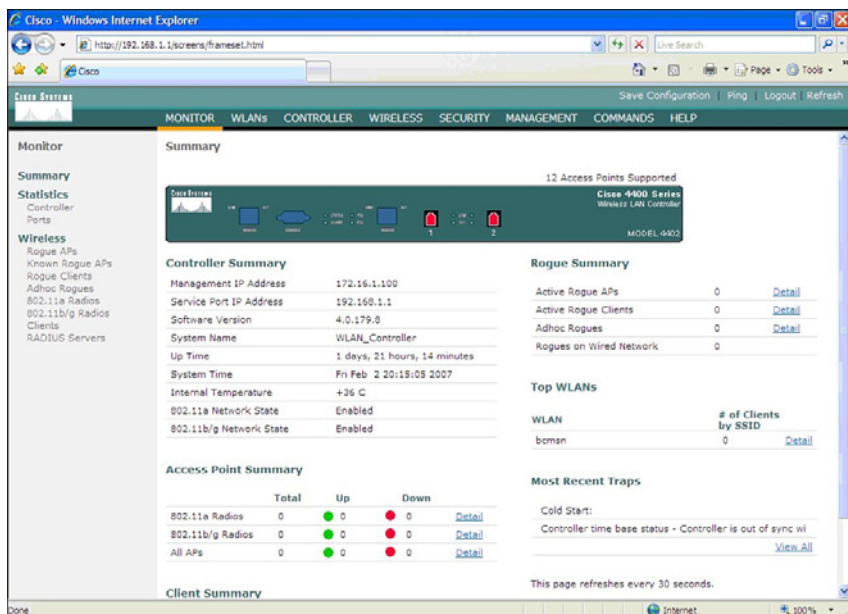 Cisco - Windows Internet Explorer
http://192.168.1.1/screens/frameset.html
Live Search
Cisco
Page
Tools
Cisco Systems
Save Configuration | Ping | Logout | Refresh
MONITOR WLANs CONTROLLER WIRELESS SECURITY MANAGEMENT COMMANDS HELP
Monitor
Summary
Statistics
Controller
Ports
Wireless
Rogue APs
Known Rogue APs
Rogue Clients
Adhoc Rogues
802.11a Radios
802.11b/g Radios
Clients
RADIUS Servers
Summary
12 Access Points Supported
Cisco Systems
Cisco 4400 Series
Wireless LAN Controller
MODEL 4402
1 2
Controller Summary
Management IP Address 172.16.1.100
Service Port IP Address 192.168.1.1
Software Version 4.0.179.8
System Name WLAN_Controller
Up Time 1 days, 21 hours, 14 minutes
System Time Fri Feb 2 20:15:05 2007
Internal Temperature +36 C
802.11a Network State Enabled
802.11b/g Network State Enabled
Access Point Summary
Total Up Down
802.11a Radios 0 0 0 Detail
802.11b/g Radios 0 0 0 Detail
All APs 0 0 0 Detail
Client Summary
Rogue Summary
Active Rogue APs 0 Detail
Active Rogue Clients 0 Detail
Adhoc Rogues 0 Detail
Rogues on Wired Network 0
Top WLANs
WLAN # of Clients by SSID
bcmsn 0 Detail
Most Recent Traps
Cold Start:
Controller time base status - Controller is out of sync wi
View All
This page refreshes every 30 seconds.
Done
Internet
100%